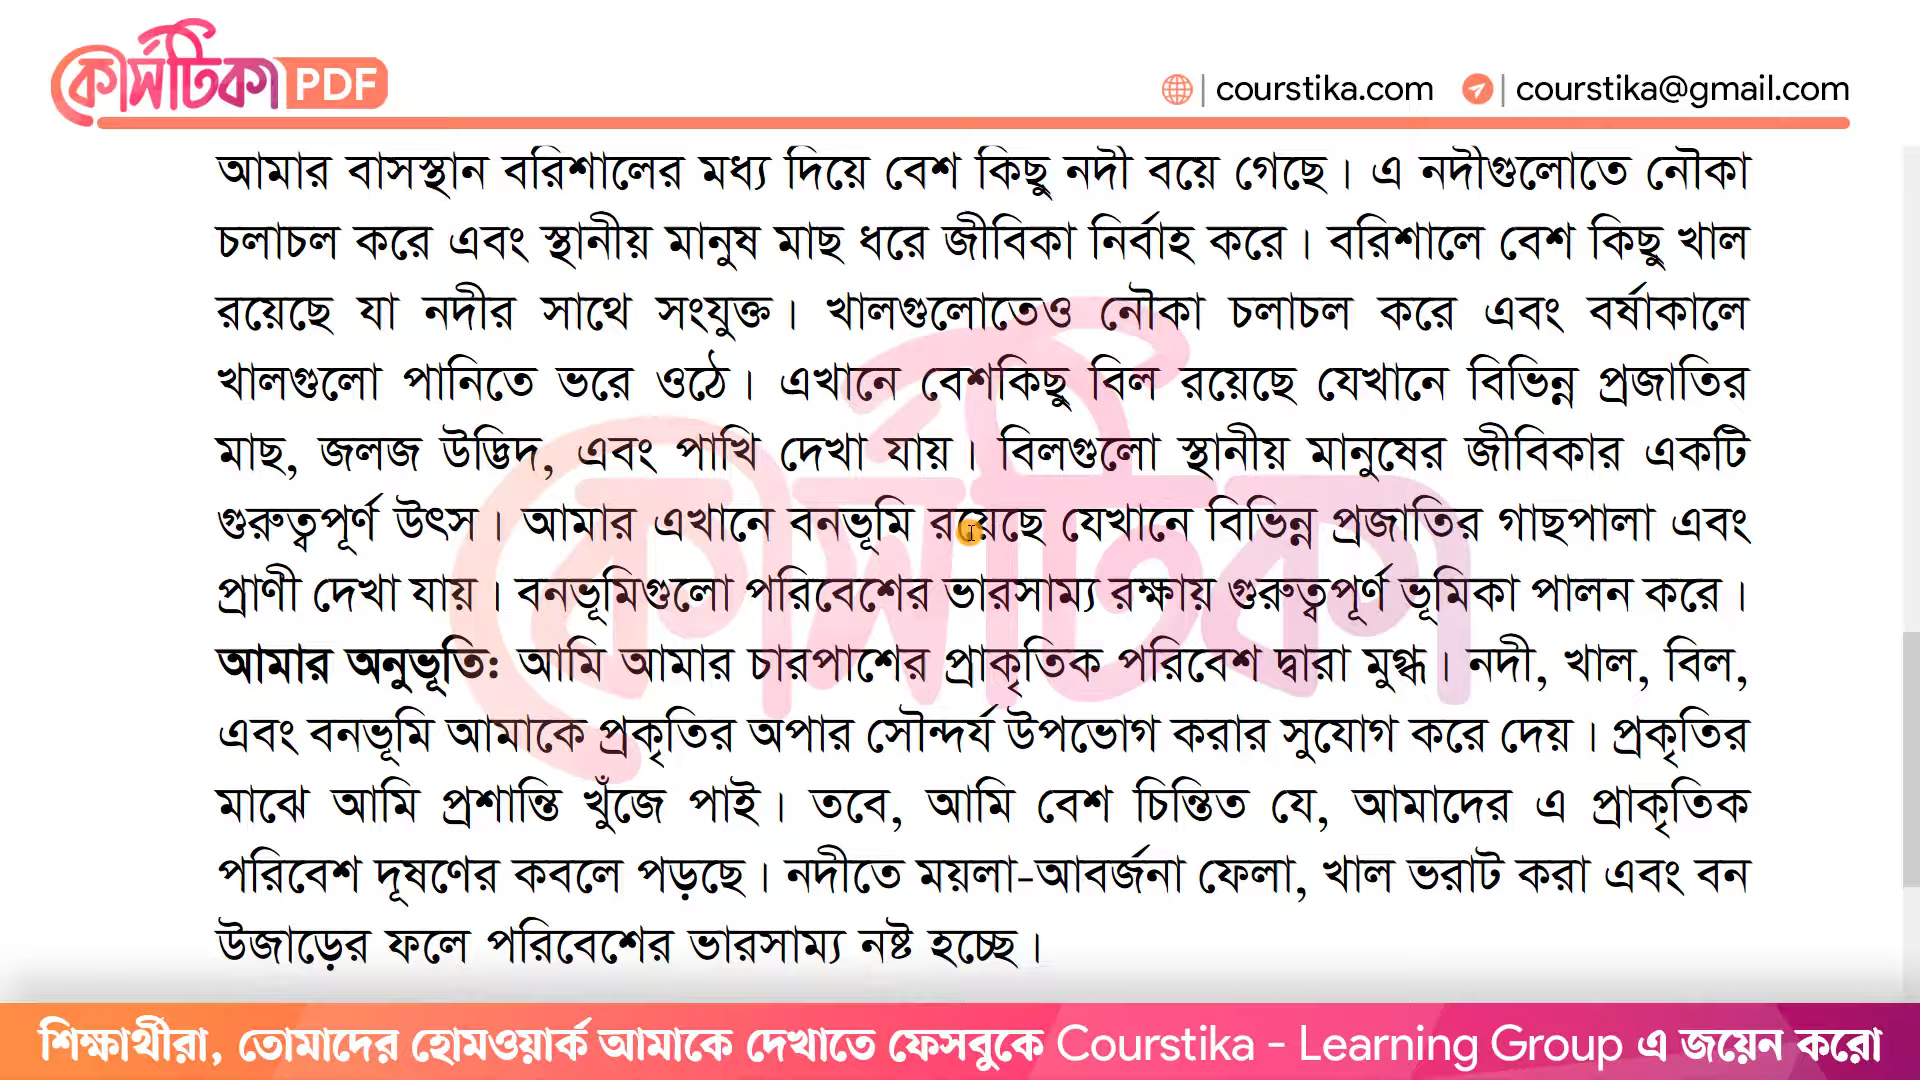 কোর্সটিকা PDF
courstika.com
courstika@gmail.com
আমার বাসস্থান বরিশালের মধ্য দিয়ে বেশ কিছু নদী বয়ে গেছে। এ নদীগুলোতে নৌকা
চলাচল করে এবং স্থানীয় মানুষ মাছ ধরে জীবিকা নির্বাহ করে। বরিশালে বেশ কিছু খাল
রয়েছে যা নদীর সাথে সংযুক্ত। খালগুলোতেও নৌকা চলাচল করে এবং বর্ষাকালে
খালগুলো পানিতে ভরে ওঠে। এখানে বেশকিছু বিল রয়েছে যেখানে বিভিন্ন প্রজাতির
মাছ, জলজ উদ্ভিদ, এবং পাখি দেখা যায়। বিলগুলো স্থানীয় মানুষের জীবিকার একটি
গুরুত্বপূর্ণ উৎস। আমার এখানে বনভূমি রয়েছে যেখানে বিভিন্ন প্রজাতির গাছপালা এবং
প্রাণী দেখা যায়। বনভূমিগুলো পরিবেশের ভারসাম্য রক্ষায় গুরুত্বপূর্ণ ভূমিকা পালন করে।
আমার অনুভূতি: আমি আমার চারপাশের প্রাকৃতিক পরিবেশ দ্বারা মুগ্ধ। নদী, খাল, বিল,
এবং বনভূমি আমাকে প্রকৃতির অপার সৌন্দর্য উপভোগ করার সুযোগ করে দেয়। প্রকৃতির
মাঝে আমি প্রশান্তি খুঁজে পাই। তবে, আমি বেশ চিন্তিত যে, আমাদের এ প্রাকৃতিক
পরিবেশ দূষণের কবলে পড়ছে। নদীতে ময়লা-আবর্জনা ফেলা, খাল ভরাট করা এবং বন
উজাড়ের ফলে পরিবেশের ভারসাম্য নষ্ট হচ্ছে।
কোর্সটিকা
শিক্ষার্থীরা, তোমাদের হোমওয়ার্ক আমাকে দেখাতে ফেসবুকে Courstika - Learning Group এ জয়েন করো